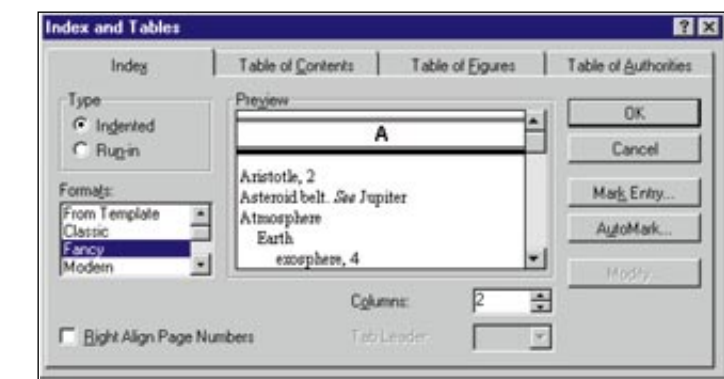 Index and Tables
Index
Table of Contents
Table of Figures
Table of Authorities
Type
Indented
Run-in
Formats:
From Template
Classic
Fancy
Modern
Preview
A
Aristotle, 2
Asteroid belt. See Jupiter
Atmosphere
Earth
exosphere, 4
Columns: 2
Right Align Page Numbers
Tab Leader:
OK
Cancel
Mark Entry...
AutoMark...
Modify...